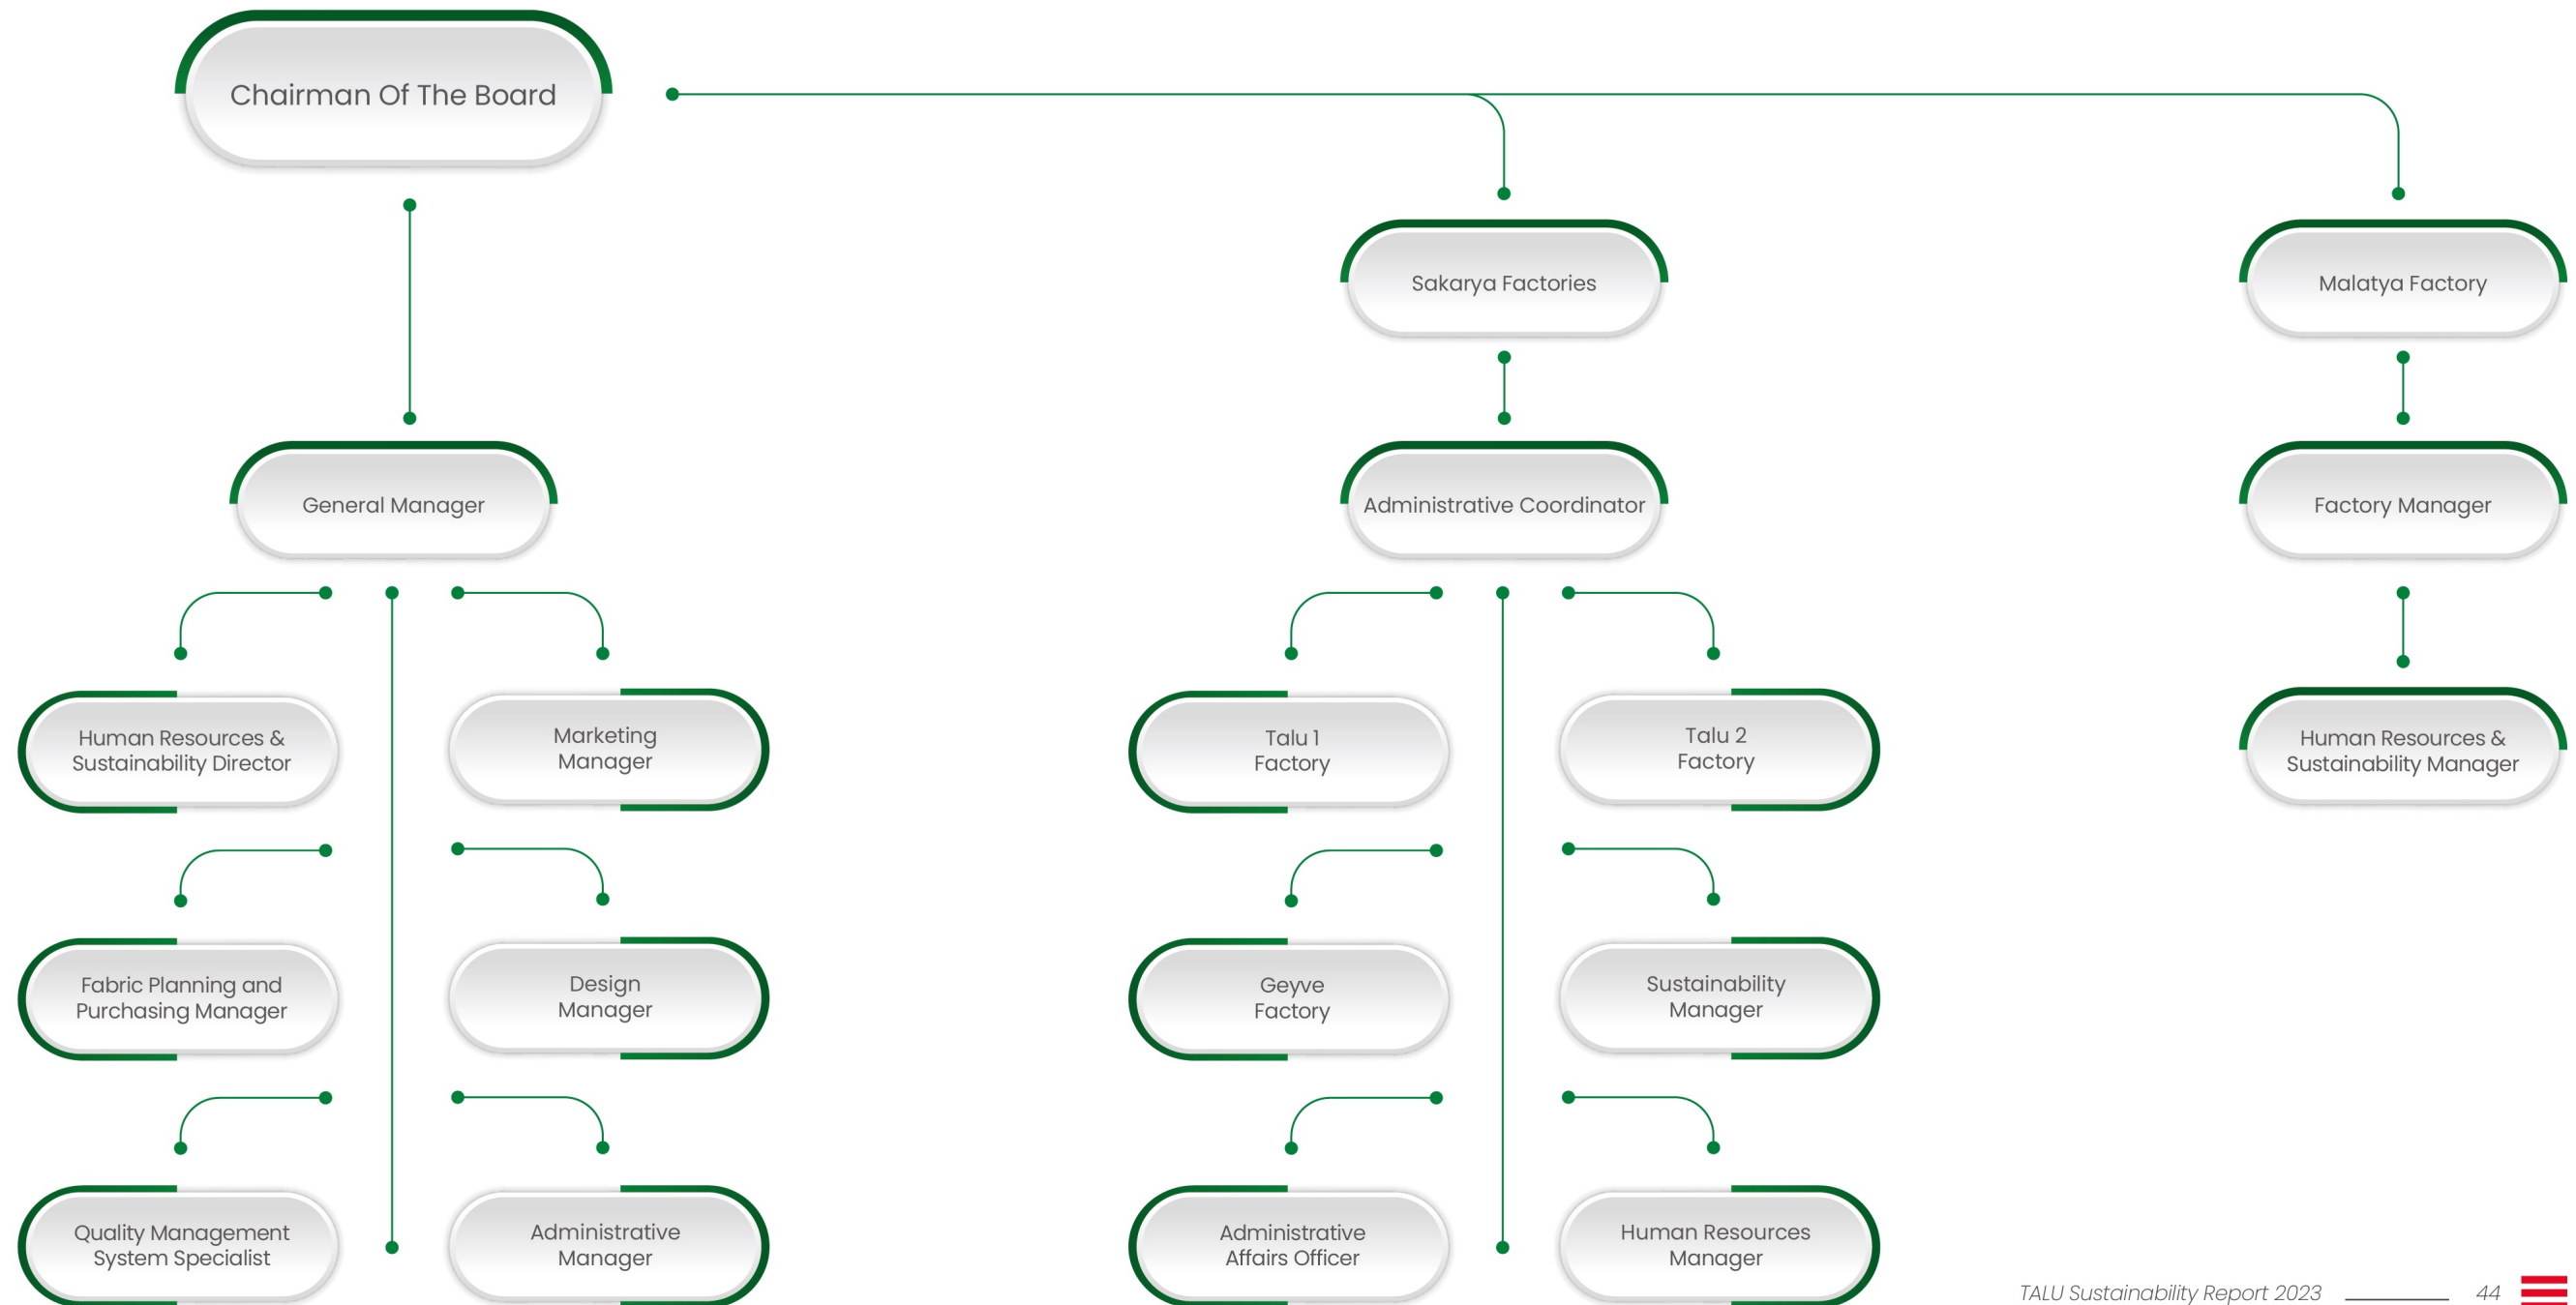 Chairman Of The Board
Sakarya Factories
Malatya Factory
General Manager
Administrative Coordinator
Factory Manager
Human Resources &
Sustainability Director
Marketing
Manager
Talu 1
Factory
Talu 2
Factory
Human Resources &
Sustainability Manager
Fabric Planning and
Purchasing Manager
Design
Manager
Geyve
Factory
Sustainability
Manager
Quality Management
System Specialist
Administrative
Manager
Administrative
Affairs Officer
Human Resources
Manager
TALU Sustainability Report 2023 44